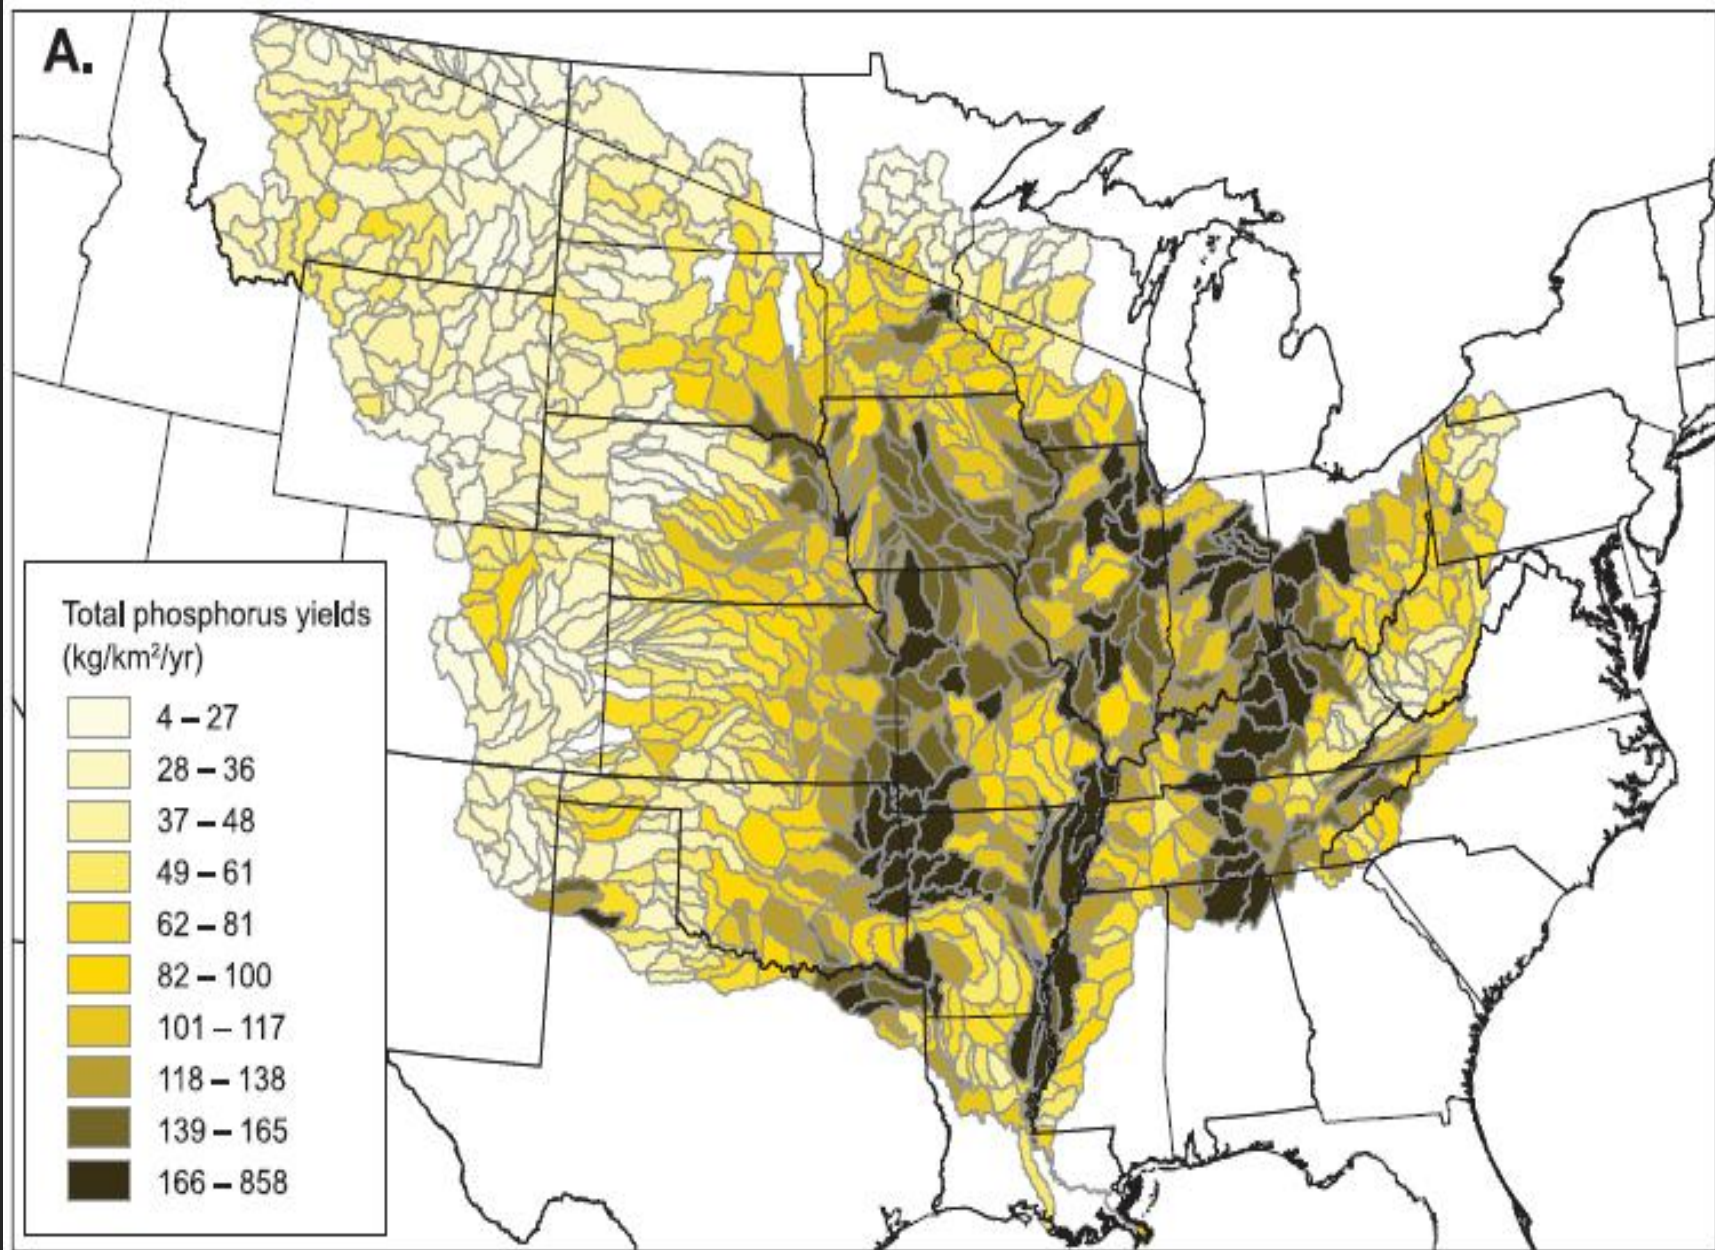 A.
Total phosphorus yields
(kg/km²/yr)
4 – 27
28 – 36
37 – 48
49 – 61
62 – 81
82 – 100
101 – 117
118 – 138
139 – 165
166 – 858